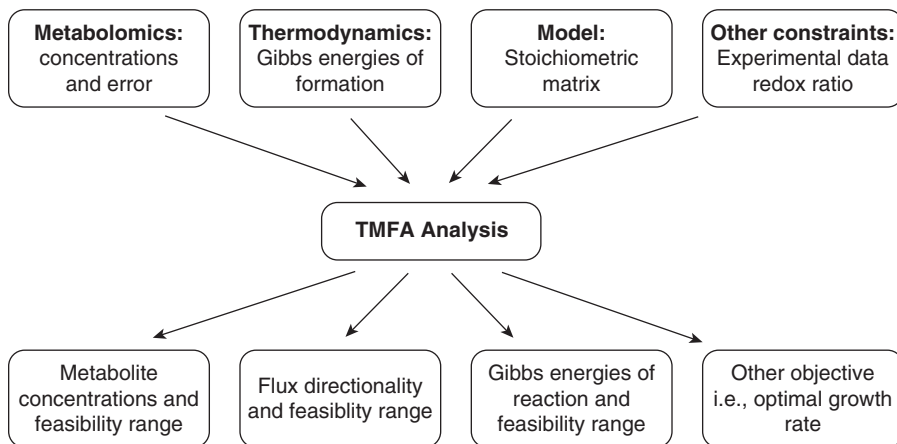 Metabolomics:
concentrations
and error
Thermodynamics:
Gibbs energies of
formation
Model:
Stoichiometric
matrix
Other constraints:
Experimental data
redox ratio
TMFA Analysis
Metabolite
concentrations and
feasibility range
Flux directionality
and feasiblity range
Gibbs energies of
reaction and
feasibility range
Other objective
i.e., optimal growth
rate